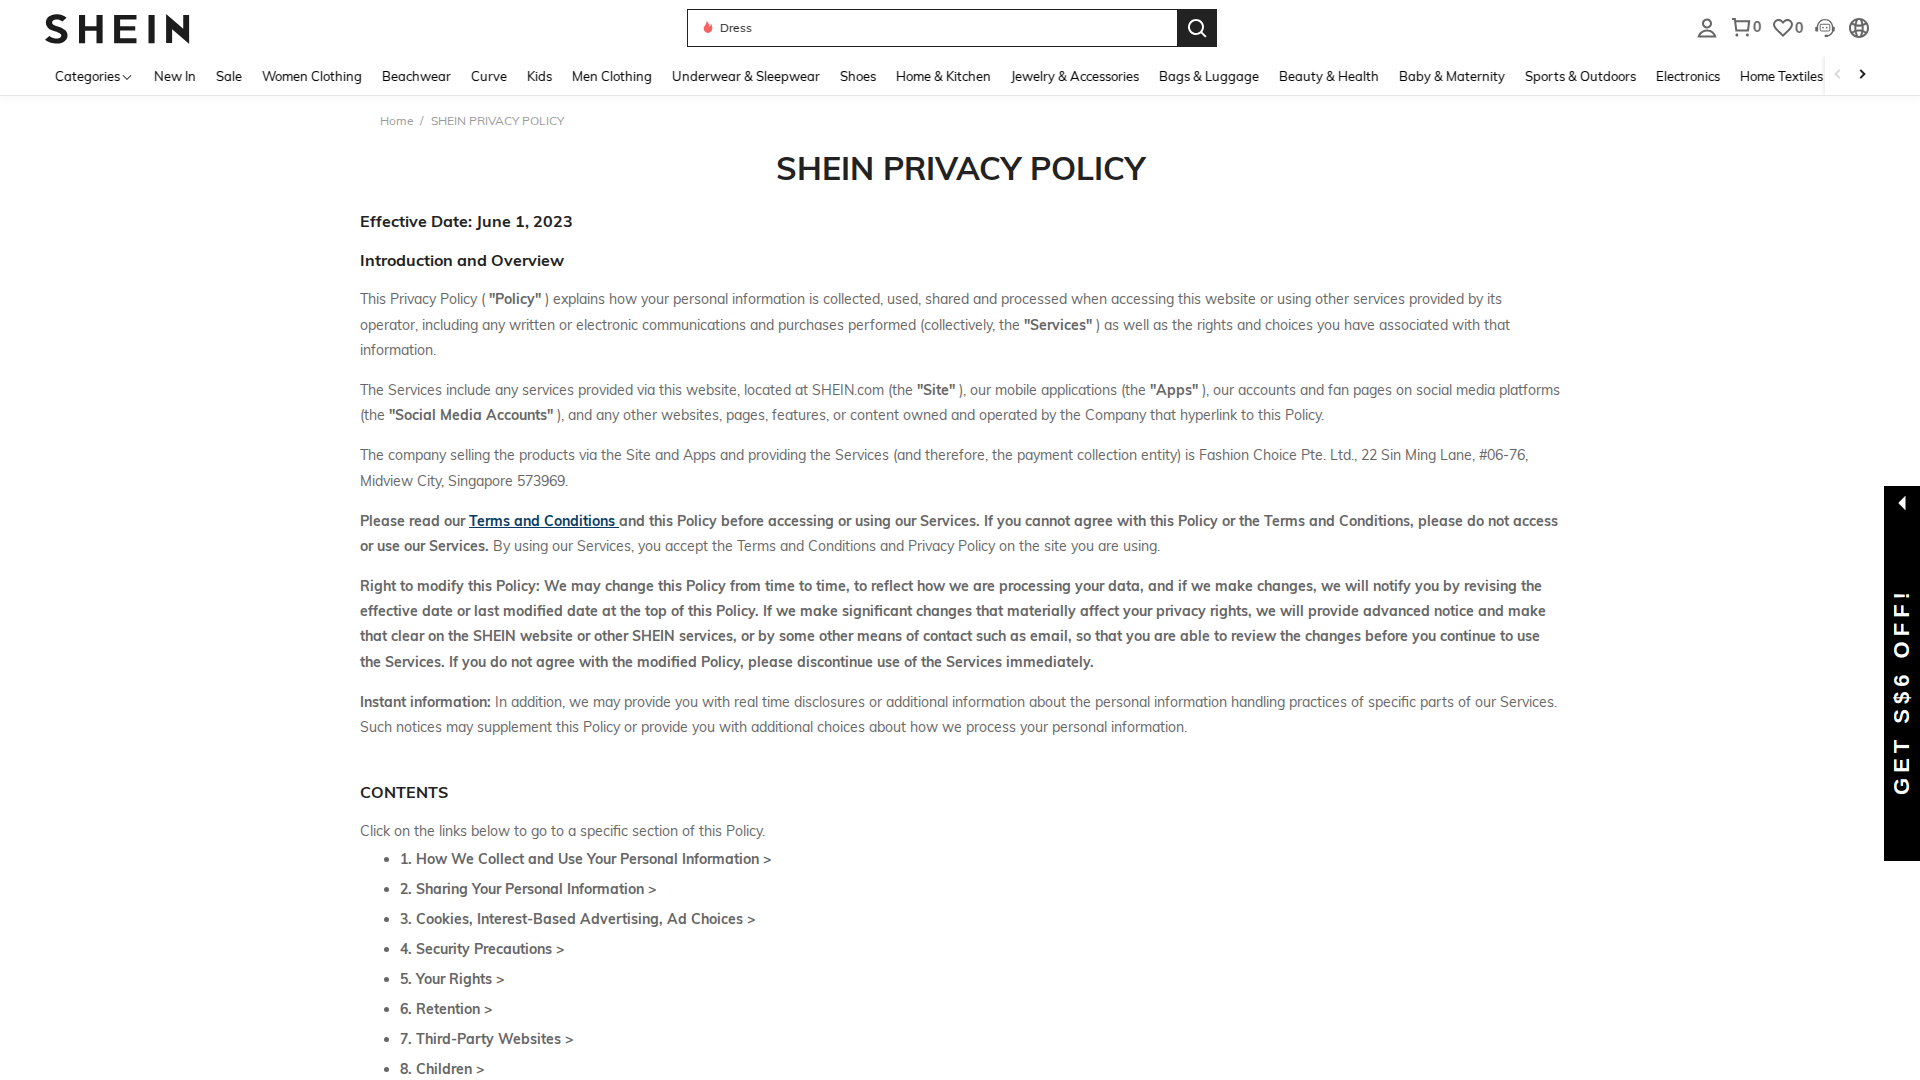 SHEIN
Dress
0
0
Categories
New In
Sale
Women Clothing
Beachwear
Curve
Kids
Men Clothing
Underwear & Sleepwear
Shoes
Home & Kitchen
Jewelry & Accessories
Bags & Luggage
Beauty & Health
Baby & Maternity
Sports & Outdoors
Electronics
Home Textiles
Home / SHEIN PRIVACY POLICY
SHEIN PRIVACY POLICY
Effective Date: June 1, 2023
Introduction and Overview
This Privacy Policy ( "Policy" ) explains how your personal information is collected, used, shared and processed when accessing this website or using other services provided by its
operator, including any written or electronic communications and purchases performed (collectively, the "Services" ) as well as the rights and choices you have associated with that
information.
The Services include any services provided via this website, located at SHEIN.com (the "Site" ), our mobile applications (the "Apps" ), our accounts and fan pages on social media platforms
(the "Social Media Accounts" ), and any other websites, pages, features, or content owned and operated by the Company that hyperlink to this Policy.
The company selling the products via the Site and Apps and providing the Services (and therefore, the payment collection entity) is Fashion Choice Pte. Ltd., 22 Sin Ming Lane, #06-76,
Midview City, Singapore 573969.
Please read our Terms and Conditions and this Policy before accessing or using our Services. If you cannot agree with this Policy or the Terms and Conditions, please do not access
or use our Services. By using our Services, you accept the Terms and Conditions and Privacy Policy on the site you are using.
Right to modify this Policy: We may change this Policy from time to time, to reflect how we are processing your data, and if we make changes, we will notify you by revising the
effective date or last modified date at the top of this Policy. If we make significant changes that materially affect your privacy rights, we will provide advanced notice and make
that clear on the SHEIN website or other SHEIN services, or by some other means of contact such as email, so that you are able to review the changes before you continue to use
the Services. If you do not agree with the modified Policy, please discontinue use of the Services immediately.
Instant information: In addition, we may provide you with real time disclosures or additional information about the personal information handling practices of specific parts of our Services.
Such notices may supplement this Policy or provide you with additional choices about how we process your personal information.
CONTENTS
Click on the links below to go to a specific section of this Policy.
1. How We Collect and Use Your Personal Information >
2. Sharing Your Personal Information >
3. Cookies, Interest-Based Advertising, Ad Choices >
4. Security Precautions >
5. Your Rights >
6. Retention >
7. Third-Party Websites >
8. Children >
GET S$6 OFF!